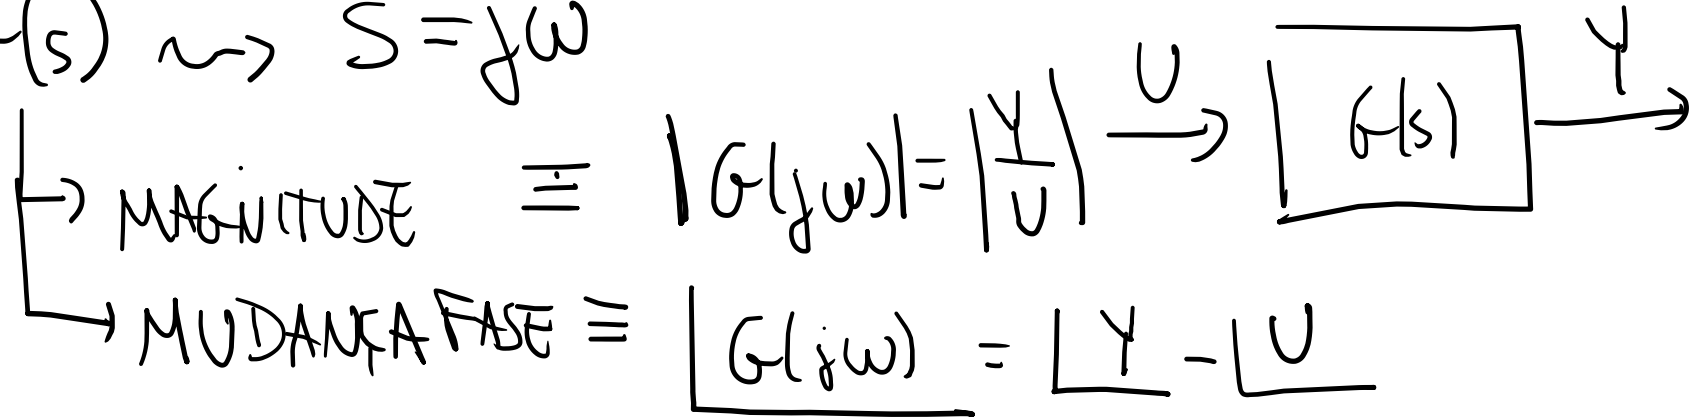 (s) ⇝ S = jω
→ MAGNITUDE ≡ |G(jω)| = |Y/U| U → G(s) Y →
→ MUDANÇA FASE ≡ ∠G(jω) = ∠Y - ∠U